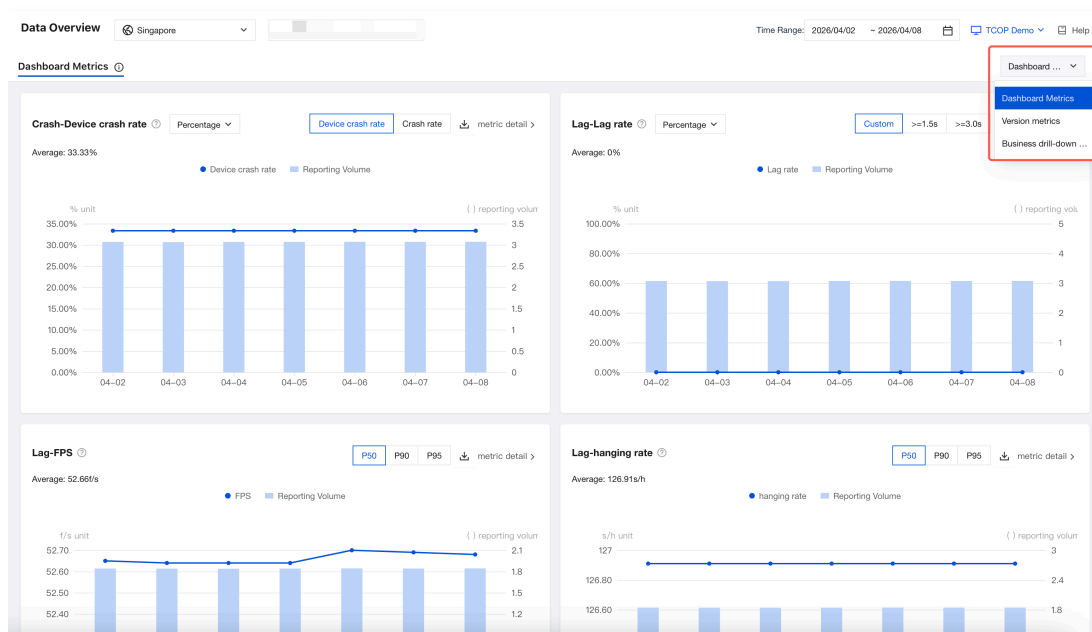 Data Overview
Singapore
Time Range: 2026/04/02 ~ 2026/04/08
TCOP Demo
Help
Dashboard Metrics
Dashboard ...
Dashboard Metrics
Version metrics
Business drill-down ...
Crash-Device crash rate
Percentage
Device crash rate
Crash rate
metric detail
Average: 33.33%
Device crash rate
Reporting Volume
% unit
( ) reporting volum
35.00%
30.00%
25.00%
20.00%
15.00%
10.00%
5.00%
0.00%
3.5
3
2.5
2
1.5
1
0.5
0
04-02 04-03 04-04 04-05 04-06 04-07 04-08
Lag-Lag rate
Percentage
Custom
>=1.5s
>=3.0s
Average: 0%
Lag rate
Reporting Volume
% unit
( ) reporting volu
100.00%
80.00%
60.00%
40.00%
20.00%
0.00%
5
4
3
2
1
0
04-02 04-03 04-04 04-05 04-06 04-07 04-08
Lag-FPS
P50
P90
P95
metric detail
Average: 52.66f/s
FPS
Reporting Volume
f/s unit
( ) reporting volum
52.70
52.60
52.50
52.40
2.1
1.8
1.5
1.2
Lag-hanging rate
P50
P90
P95
metric detail
Average: 126.91s/h
hanging rate
Reporting Volume
s/h unit
( ) reporting volum
127
126.80
126.60
3
2.4
1.8